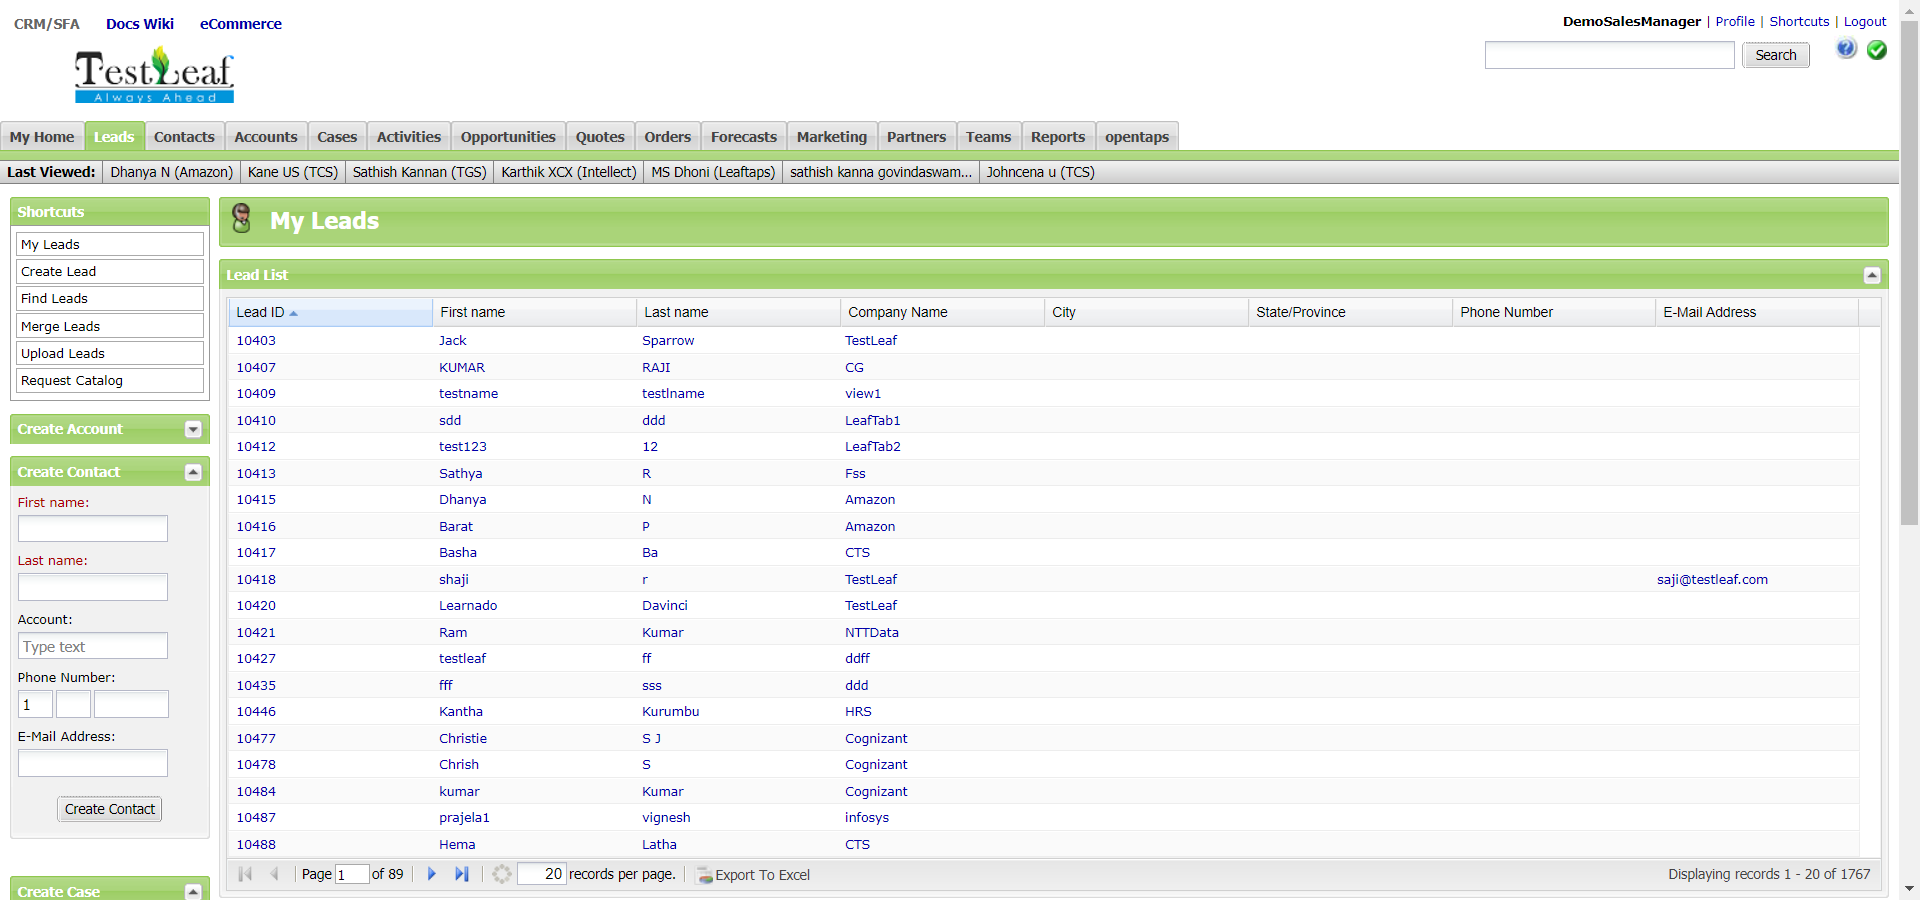 CRM/SFA Docs Wiki eCommerce
DemoSalesManager | Profile | Shortcuts | Logout
Search
TestLeaf
Always Ahead
My Home Leads Contacts Accounts Cases Activities Opportunities Quotes Orders Forecasts Marketing Partners Teams Reports opentaps
Last Viewed: Dhanya N (Amazon) Kane US (TCS) Sathish Kannan (TGS) Karthik XCX (Intellect) MS Dhoni (Leaftaps) sathish kanna govindaswam... Johncena u (TCS)
Shortcuts
My Leads
Create Lead
Find Leads
Merge Leads
Upload Leads
Request Catalog
Create Account
Create Contact
First name:
Last name:
Account:
Type text
Phone Number:
1
E-Mail Address:
Create Contact
Create Case
My Leads
Lead List
Lead ID First name Last name Company Name City State/Province Phone Number E-Mail Address
10403 Jack Sparrow TestLeaf
10407 KUMAR RAJI CG
10409 testname testlname view1
10410 sdd ddd LeafTab1
10412 test123 12 LeafTab2
10413 Sathya R Fss
10415 Dhanya N Amazon
10416 Barat P Amazon
10417 Basha Ba CTS
10418 shaji r TestLeaf saji@testleaf.com
10420 Learnado Davinci TestLeaf
10421 Ram Kumar NTTData
10427 testleaf ff ddff
10435 fff sss ddd
10446 Kantha Kurumbu HRS
10477 Christie S J Cognizant
10478 Chrish S Cognizant
10484 kumar Kumar Cognizant
10487 prajela1 vignesh infosys
10488 Hema Latha CTS
Page 1 of 89 20 records per page. Export To Excel Displaying records 1 - 20 of 1767